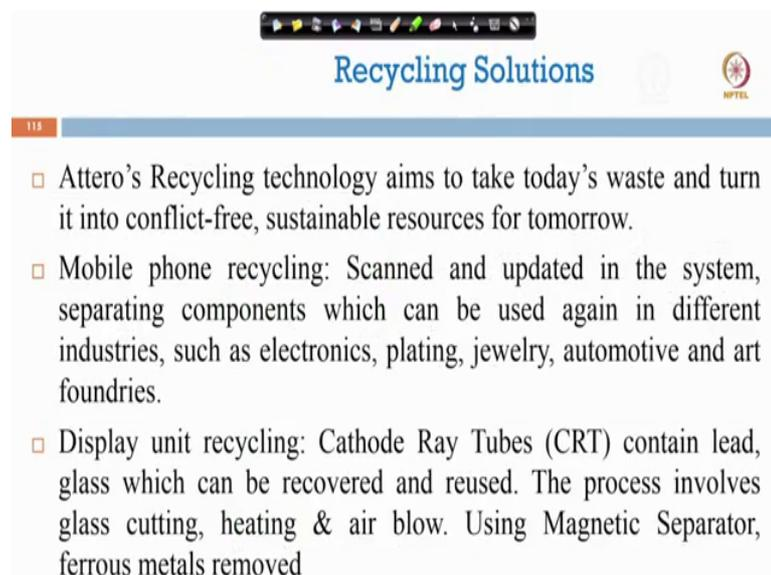 Recycling Solutions
NPTEL
115
Attero's Recycling technology aims to take today's waste and turn
it into conflict-free, sustainable resources for tomorrow.
Mobile phone recycling: Scanned and updated in the system,
separating components which can be used again in different
industries, such as electronics, plating, jewelry, automotive and art
foundries.
Display unit recycling: Cathode Ray Tubes (CRT) contain lead,
glass which can be recovered and reused. The process involves
glass cutting, heating & air blow. Using Magnetic Separator,
ferrous metals removed